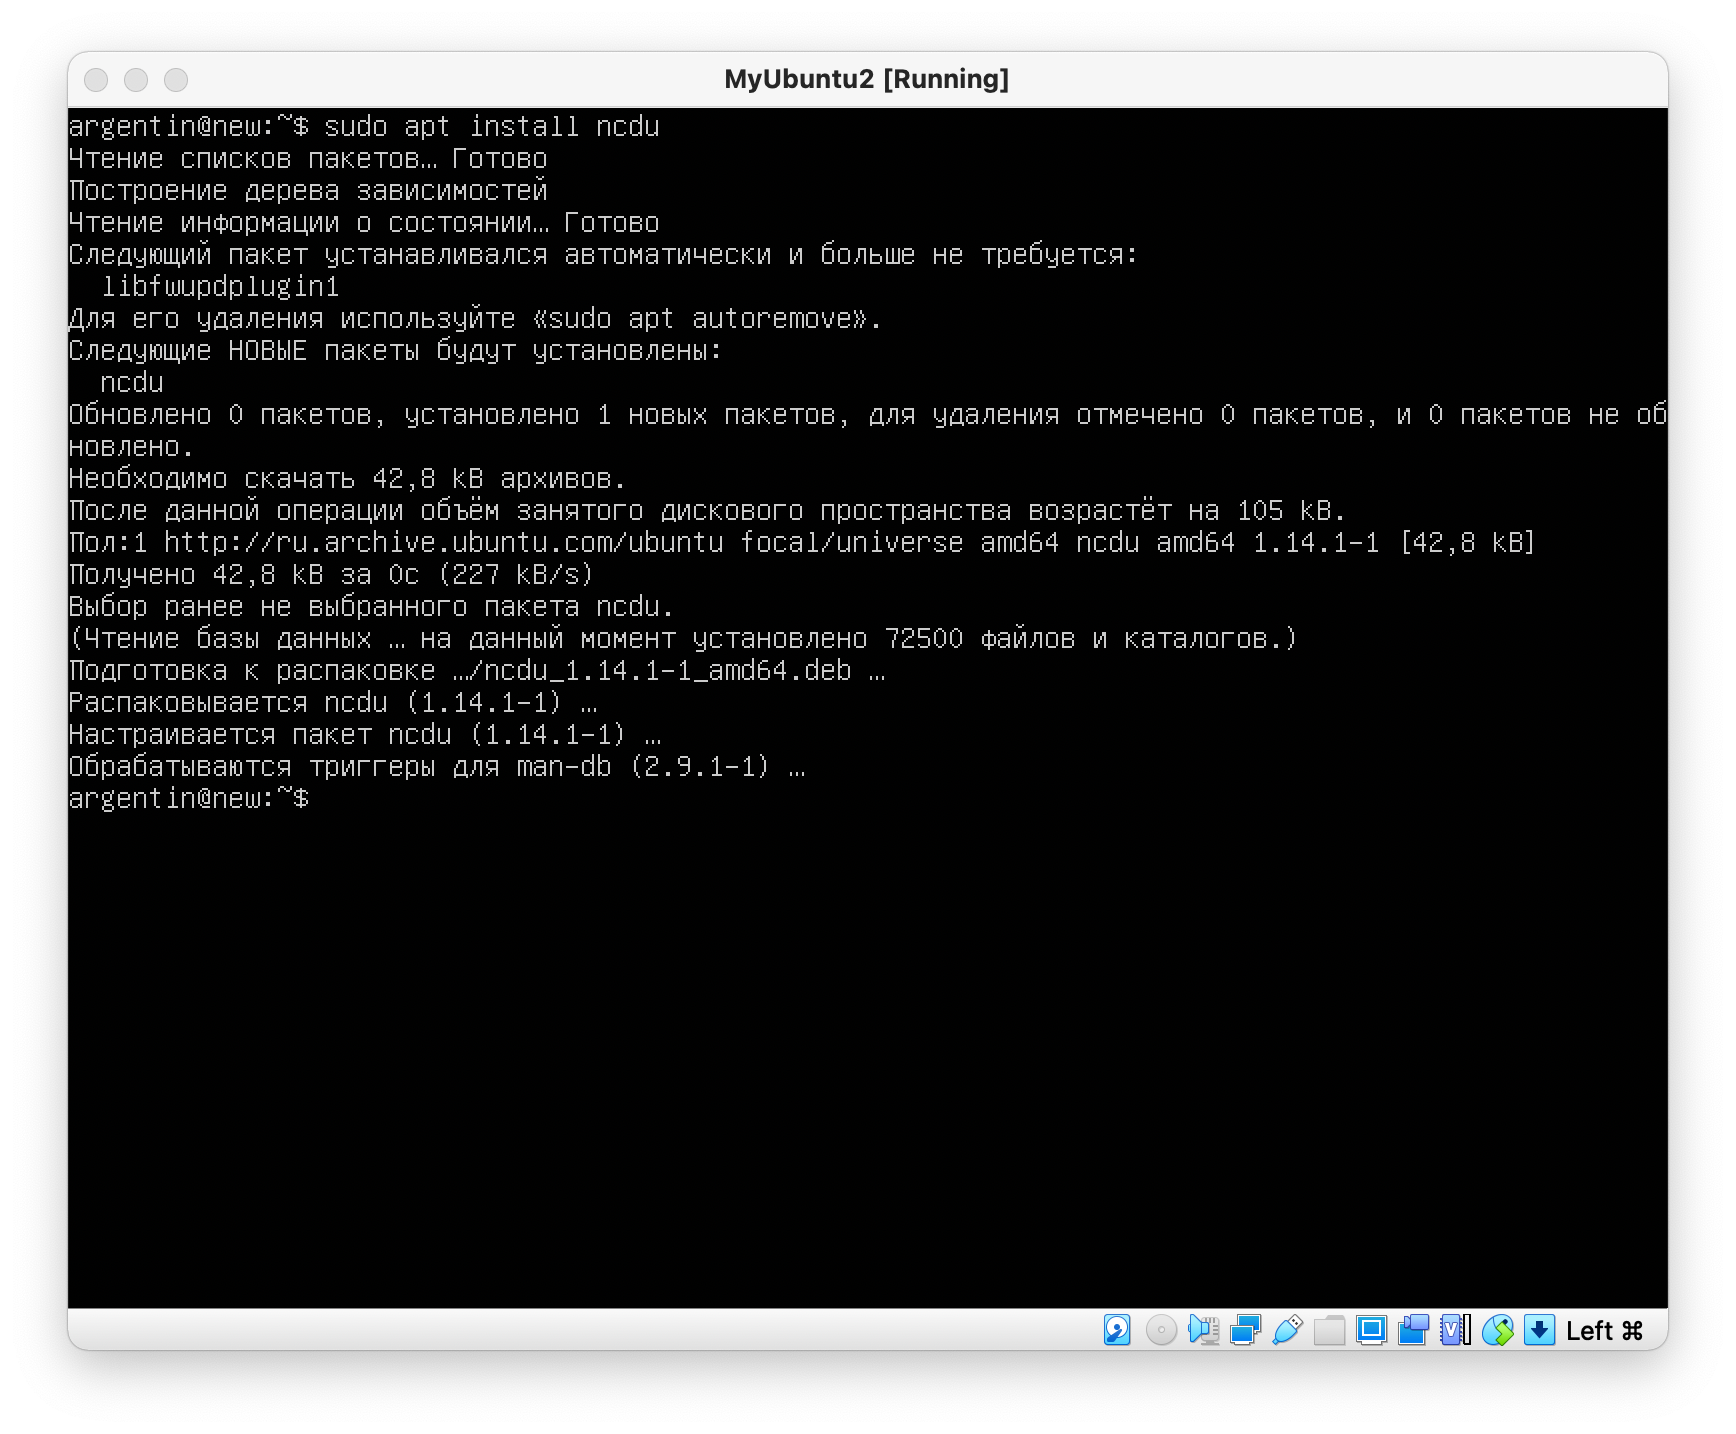 MyUbuntu2 [Running]
argentin@new:~$ sudo apt install ncdu
Чтение списков пакетов… Готово
Построение дерева зависимостей
Чтение информации о состоянии… Готово
Следующий пакет устанавливался автоматически и больше не требуется:
  libfwupdplugin1
Для его удаления используйте «sudo apt autoremove».
Следующие НОВЫЕ пакеты будут установлены:
  ncdu
Обновлено 0 пакетов, установлено 1 новых пакетов, для удаления отмечено 0 пакетов, и 0 пакетов не об
новлено.
Необходимо скачать 42,8 kB архивов.
После данной операции объём занятого дискового пространства возрастёт на 105 kB.
Пол:1 http://ru.archive.ubuntu.com/ubuntu focal/universe amd64 ncdu amd64 1.14.1-1 [42,8 kB]
Получено 42,8 kB за 0с (227 kB/s)
Выбор ранее не выбранного пакета ncdu.
(Чтение базы данных … на данный момент установлено 72500 файлов и каталогов.)
Подготовка к распаковке …/ncdu_1.14.1-1_amd64.deb …
Распаковывается ncdu (1.14.1-1) …
Настраивается пакет ncdu (1.14.1-1) …
Обрабатываются триггеры для man-db (2.9.1-1) …
argentin@new:~$
Left ⌘